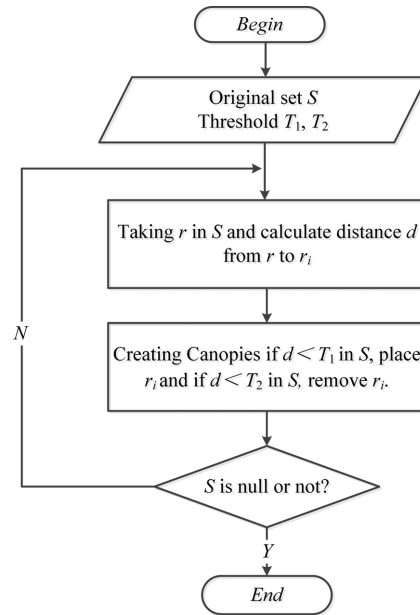 Begin
Original set S
Threshold T₁, T₂
Taking r in S and calculate distance d
from r to rᵢ
Creating Canopies if d < T₁ in S, place
rᵢ and if d < T₂ in S, remove rᵢ.
N
S is null or not?
Y
End